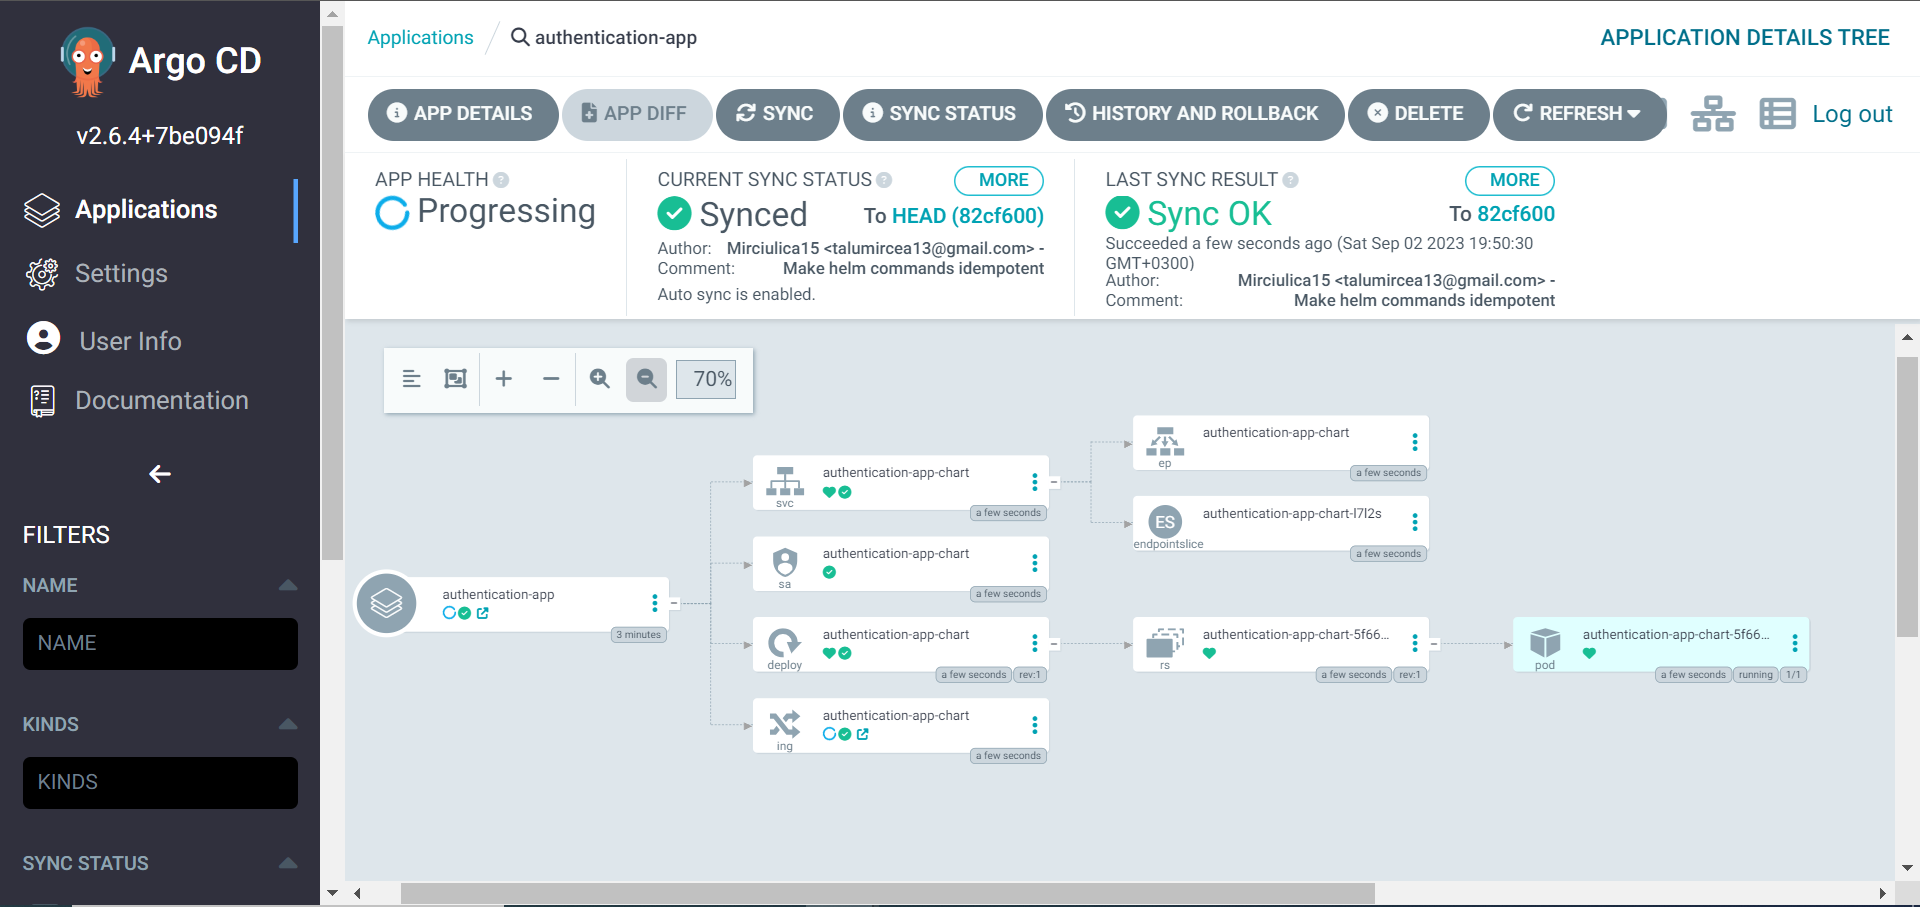 Argo CD
v2.6.4+7be094f
Applications
Settings
User Info
Documentation
FILTERS
NAME
NAME
KINDS
KINDS
SYNC STATUS
Applications
authentication-app
APPLICATION DETAILS TREE
APP DETAILS
APP DIFF
SYNC
SYNC STATUS
HISTORY AND ROLLBACK
DELETE
REFRESH
Log out
APP HEALTH
Progressing
CURRENT SYNC STATUS
MORE
Synced
To HEAD (82cf600)
Author: Mirciulica15 <talumircea13@gmail.com> -
Comment: Make helm commands idempotent
Auto sync is enabled.
LAST SYNC RESULT
MORE
Sync OK
To 82cf600
Succeeded a few seconds ago (Sat Sep 02 2023 19:50:30
GMT+0300)
Author: Mirciulica15 <talumircea13@gmail.com> -
Comment: Make helm commands idempotent
70%
authentication-app
3 minutes
svc
authentication-app-chart
a few seconds
sa
authentication-app-chart
a few seconds
deploy
authentication-app-chart
a few seconds
rev:1
ing
authentication-app-chart
a few seconds
ep
authentication-app-chart
a few seconds
ES
endpointslice
authentication-app-chart-l7l2s
a few seconds
rs
authentication-app-chart-5f66...
a few seconds
rev:1
pod
authentication-app-chart-5f66...
a few seconds
running
1/1